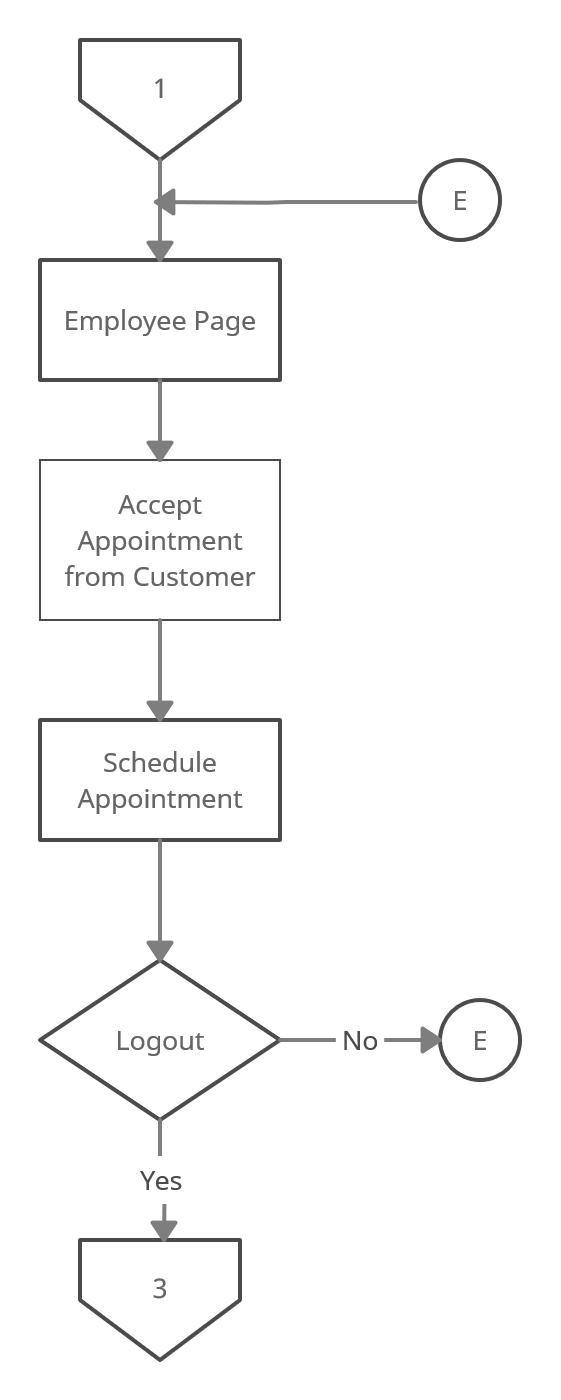 1
E
Employee Page
Accept
Appointment
from Customer
Schedule
Appointment
Logout
No
E
Yes
3